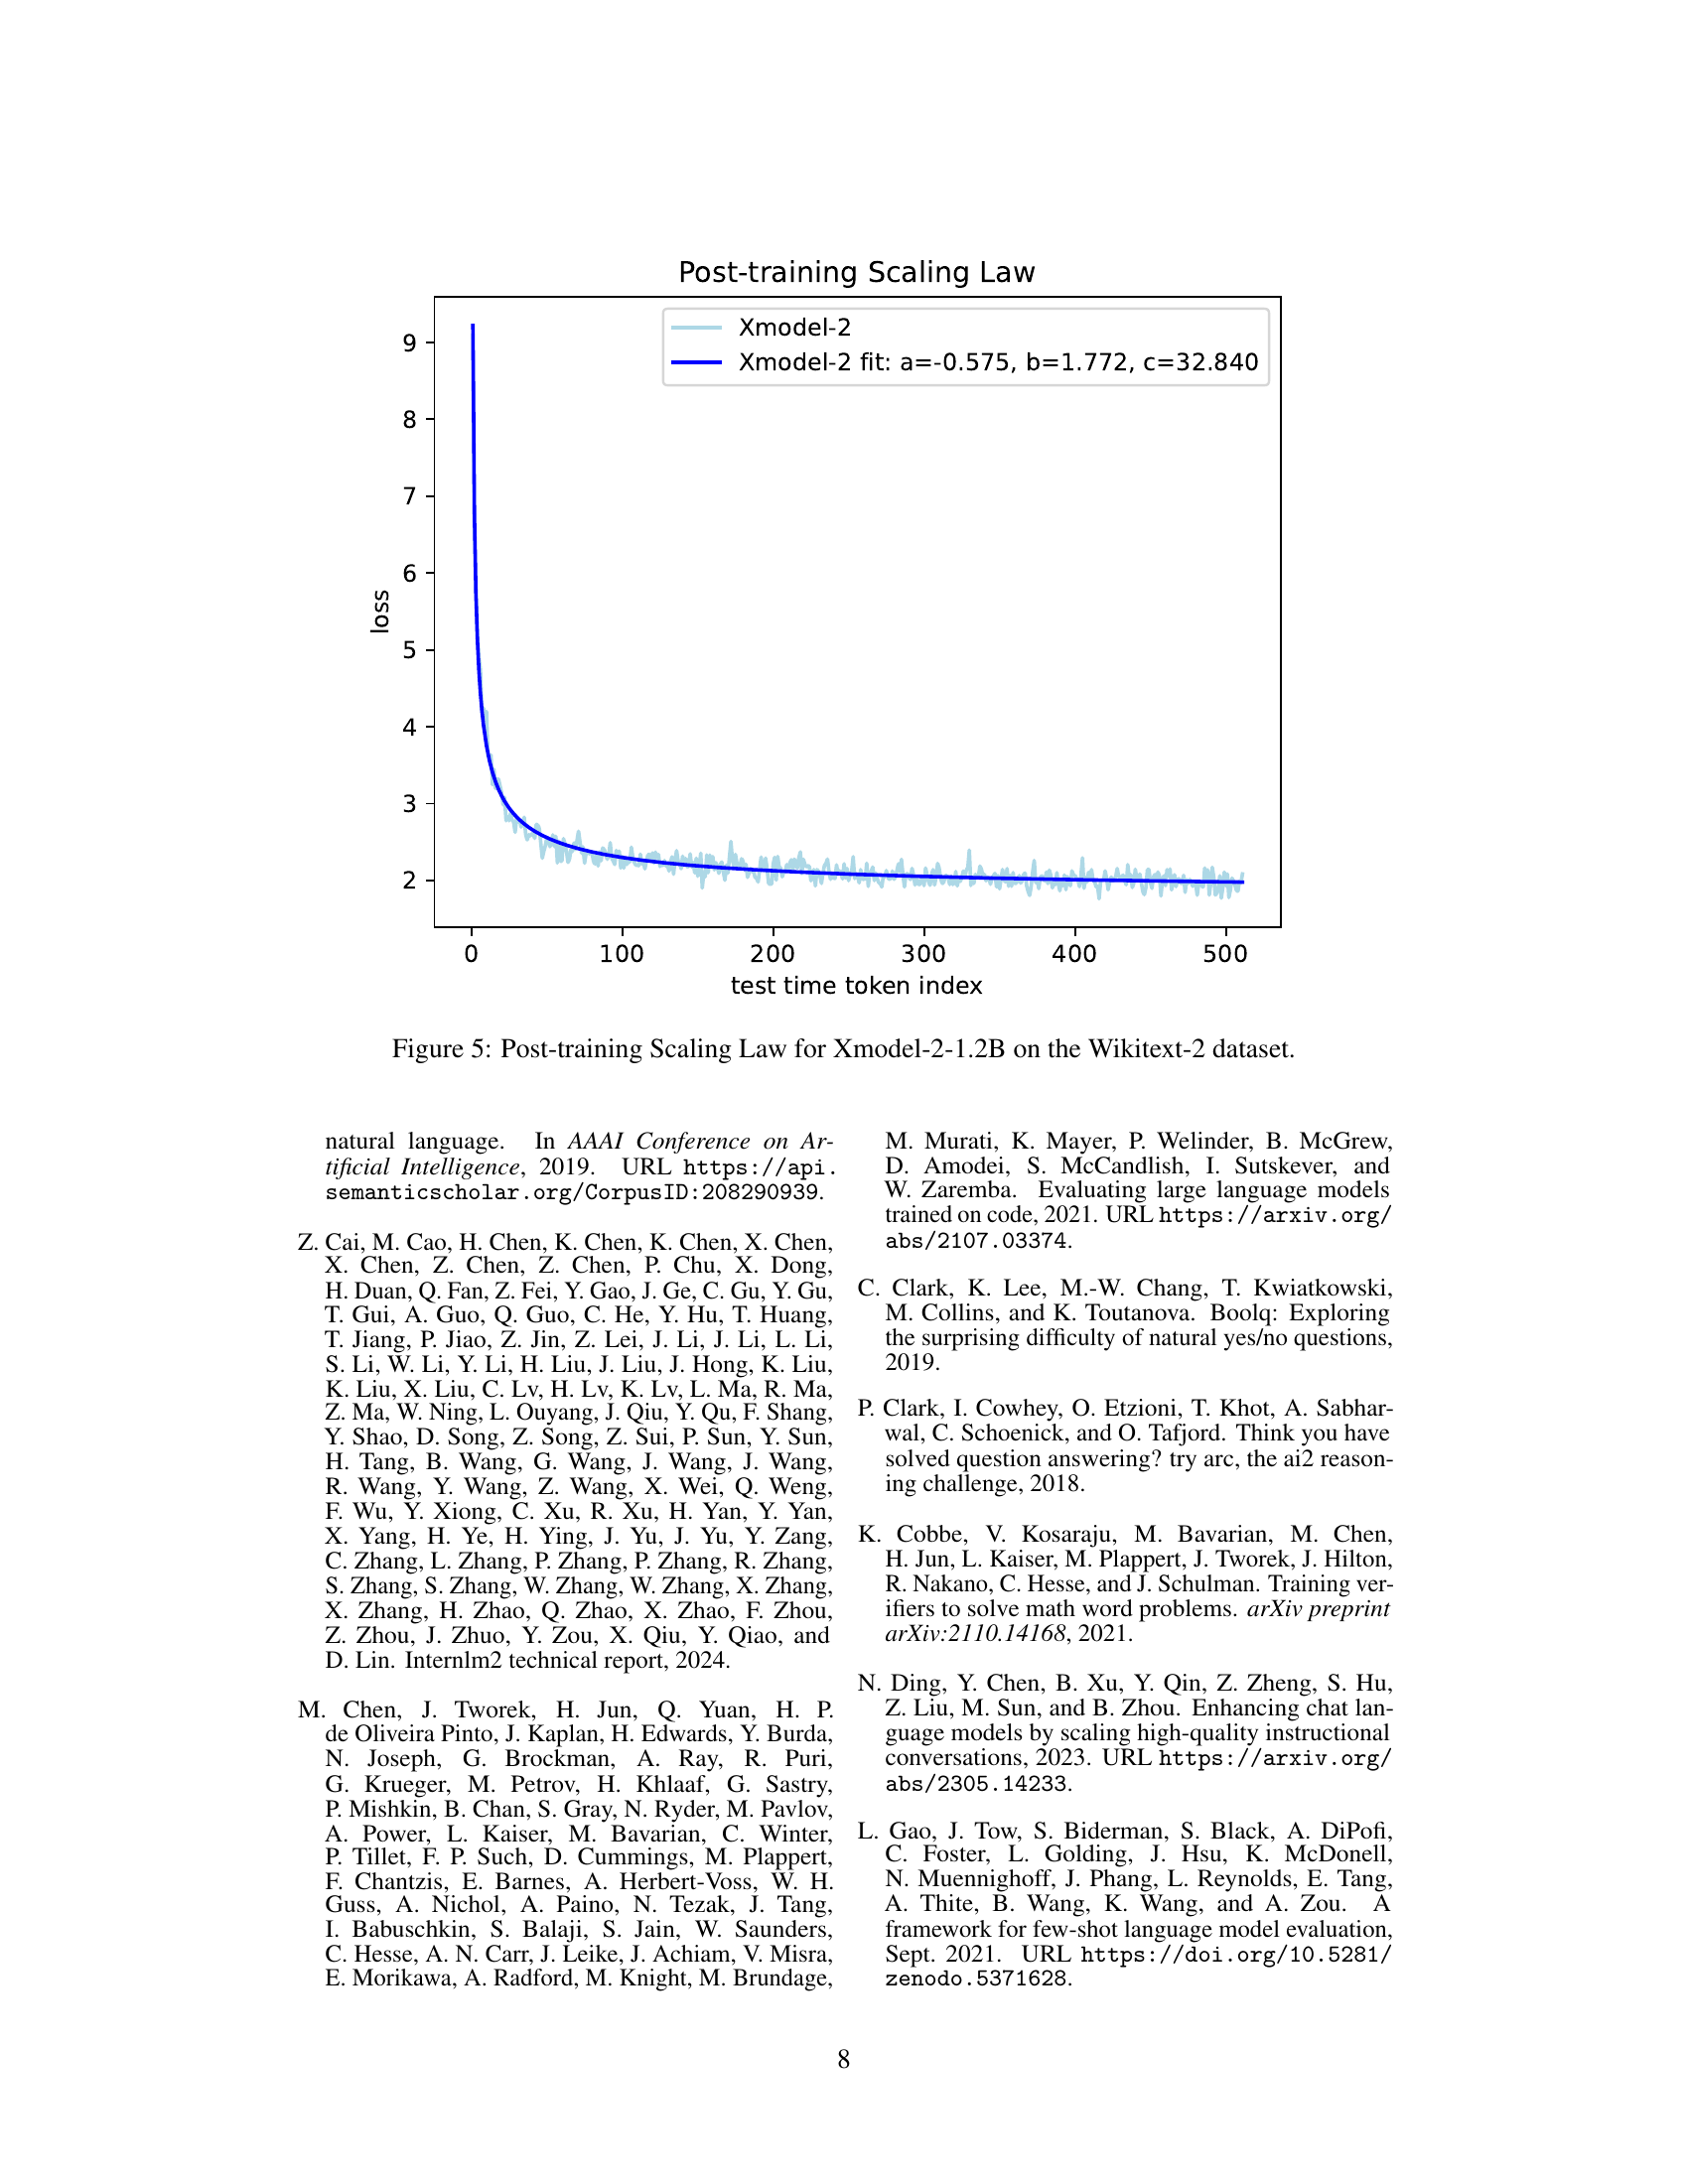 Post-training Scaling Law
Xmodel-2
Xmodel-2 fit: a=-0.575, b=1.772, c=32.840
9
8
7
6
5
4
3
2
loss
0 100 200 300 400 500
test time token index
Figure 5: Post-training Scaling Law for Xmodel-2-1.2B on the Wikitext-2 dataset.
natural language. In AAAI Conference on Ar-
tificial Intelligence, 2019. URL https://api.
semanticscholar.org/CorpusID:208290939.
Z. Cai, M. Cao, H. Chen, K. Chen, K. Chen, X. Chen,
X. Chen, Z. Chen, Z. Chen, P. Chu, X. Dong,
H. Duan, Q. Fan, Z. Fei, Y. Gao, J. Ge, C. Gu, Y. Gu,
T. Gui, A. Guo, Q. Guo, C. He, Y. Hu, T. Huang,
T. Jiang, P. Jiao, Z. Jin, Z. Lei, J. Li, J. Li, L. Li,
S. Li, W. Li, Y. Li, H. Liu, J. Liu, J. Hong, K. Liu,
K. Liu, X. Liu, C. Lv, H. Lv, K. Lv, L. Ma, R. Ma,
Z. Ma, W. Ning, L. Ouyang, J. Qiu, Y. Qu, F. Shang,
Y. Shao, D. Song, Z. Song, Z. Sui, P. Sun, Y. Sun,
H. Tang, B. Wang, G. Wang, J. Wang, J. Wang,
R. Wang, Y. Wang, Z. Wang, X. Wei, Q. Weng,
F. Wu, Y. Xiong, C. Xu, R. Xu, H. Yan, Y. Yan,
X. Yang, H. Ye, H. Ying, J. Yu, J. Yu, Y. Zang,
C. Zhang, L. Zhang, P. Zhang, P. Zhang, R. Zhang,
S. Zhang, S. Zhang, W. Zhang, W. Zhang, X. Zhang,
X. Zhang, H. Zhao, Q. Zhao, X. Zhao, F. Zhou,
Z. Zhou, J. Zhuo, Y. Zou, X. Qiu, Y. Qiao, and
D. Lin. Internlm2 technical report, 2024.
M. Chen, J. Tworek, H. Jun, Q. Yuan, H. P.
de Oliveira Pinto, J. Kaplan, H. Edwards, Y. Burda,
N. Joseph, G. Brockman, A. Ray, R. Puri,
G. Krueger, M. Petrov, H. Khlaaf, G. Sastry,
P. Mishkin, B. Chan, S. Gray, N. Ryder, M. Pavlov,
A. Power, L. Kaiser, M. Bavarian, C. Winter,
P. Tillet, F. P. Such, D. Cummings, M. Plappert,
F. Chantzis, E. Barnes, A. Herbert-Voss, W. H.
Guss, A. Nichol, A. Paino, N. Tezak, J. Tang,
I. Babuschkin, S. Balaji, S. Jain, W. Saunders,
C. Hesse, A. N. Carr, J. Leike, J. Achiam, V. Misra,
E. Morikawa, A. Radford, M. Knight, M. Brundage,
M. Murati, K. Mayer, P. Welinder, B. McGrew,
D. Amodei, S. McCandlish, I. Sutskever, and
W. Zaremba. Evaluating large language models
trained on code, 2021. URL https://arxiv.org/
abs/2107.03374.
C. Clark, K. Lee, M.-W. Chang, T. Kwiatkowski,
M. Collins, and K. Toutanova. Boolq: Exploring
the surprising difficulty of natural yes/no questions,
2019.
P. Clark, I. Cowhey, O. Etzioni, T. Khot, A. Sabhar-
wal, C. Schoenick, and O. Tafjord. Think you have
solved question answering? try arc, the ai2 reason-
ing challenge, 2018.
K. Cobbe, V. Kosaraju, M. Bavarian, M. Chen,
H. Jun, L. Kaiser, M. Plappert, J. Tworek, J. Hilton,
R. Nakano, C. Hesse, and J. Schulman. Training ver-
ifiers to solve math word problems. arXiv preprint
arXiv:2110.14168, 2021.
N. Ding, Y. Chen, B. Xu, Y. Qin, Z. Zheng, S. Hu,
Z. Liu, M. Sun, and B. Zhou. Enhancing chat lan-
guage models by scaling high-quality instructional
conversations, 2023. URL https://arxiv.org/
abs/2305.14233.
L. Gao, J. Tow, S. Biderman, S. Black, A. DiPofi,
C. Foster, L. Golding, J. Hsu, K. McDonell,
N. Muennighoff, J. Phang, L. Reynolds, E. Tang,
A. Thite, B. Wang, K. Wang, and A. Zou. A
framework for few-shot language model evaluation,
Sept. 2021. URL https://doi.org/10.5281/
zenodo.5371628.
8